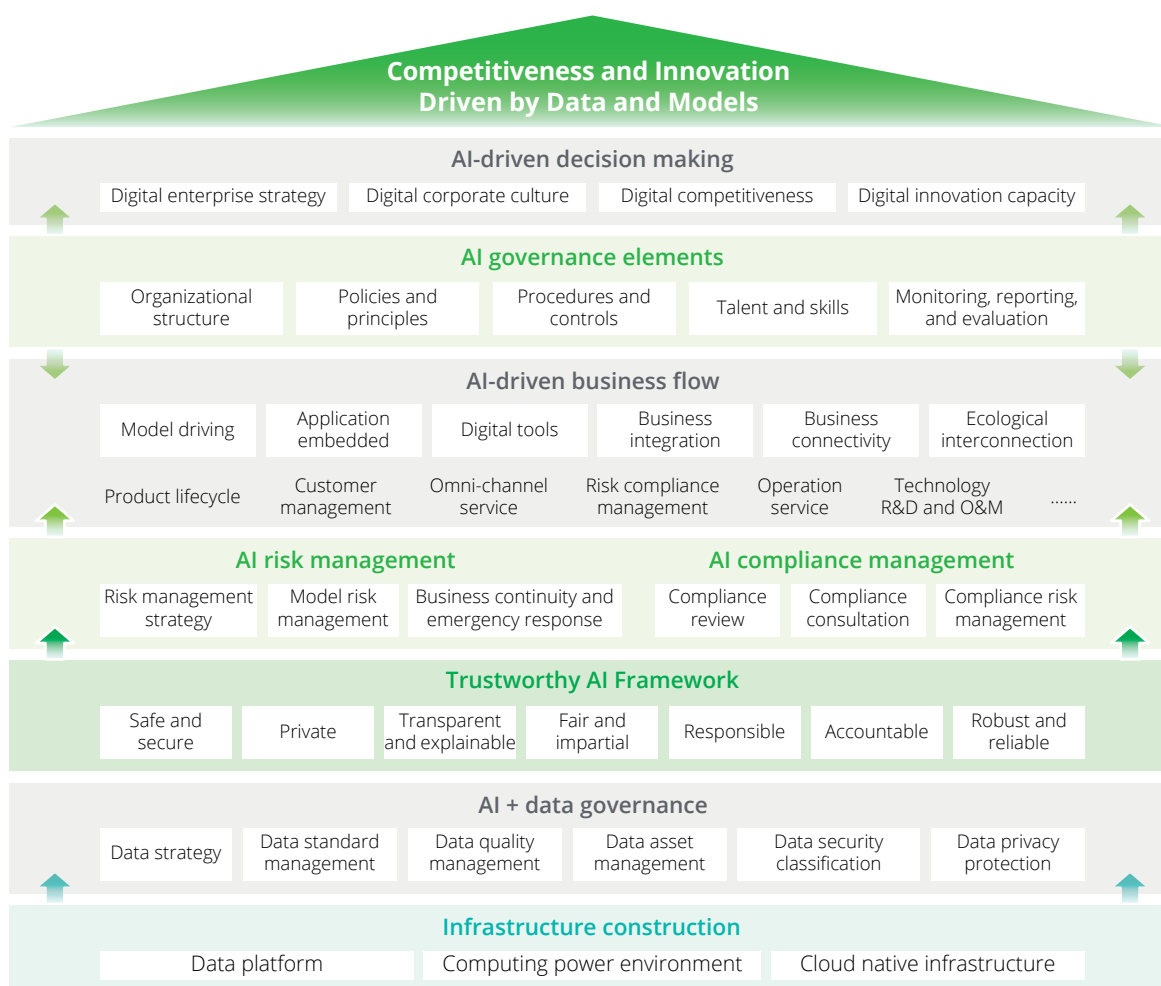 Competitiveness and Innovation
Driven by Data and Models
AI-driven decision making
Digital enterprise strategy
Digital corporate culture
Digital competitiveness
Digital innovation capacity
AI governance elements
Organizational
structure
Policies and
principles
Procedures and
controls
Talent and skills
Monitoring, reporting,
and evaluation
AI-driven business flow
Model driving
Application
embedded
Digital tools
Business
integration
Business
connectivity
Ecological
interconnection
Product lifecycle
Customer
management
Omni-channel
service
Risk compliance
management
Operation
service
Technology
R&D and O&M
......
AI risk management
Risk management
strategy
Model risk
management
Business continuity and
emergency response
AI compliance management
Compliance
review
Compliance
consultation
Compliance risk
management
Trustworthy AI Framework
Safe and
secure
Private
Transparent
and explainable
Fair and
impartial
Responsible
Accountable
Robust and
reliable
AI + data governance
Data strategy
Data standard
management
Data quality
management
Data asset
management
Data security
classification
Data privacy
protection
Infrastructure construction
Data platform
Computing power environment
Cloud native infrastructure